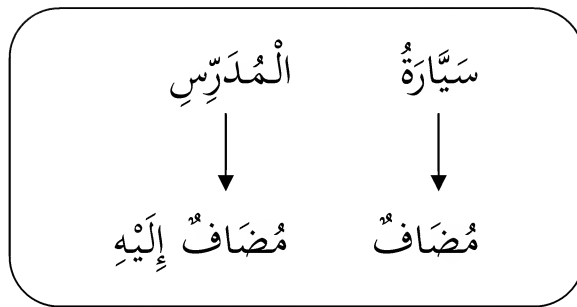 سَيَّارَةُ الْمُدَرِّسِ
مُضَافٌ مُضَافٌ إِلَيْهِ